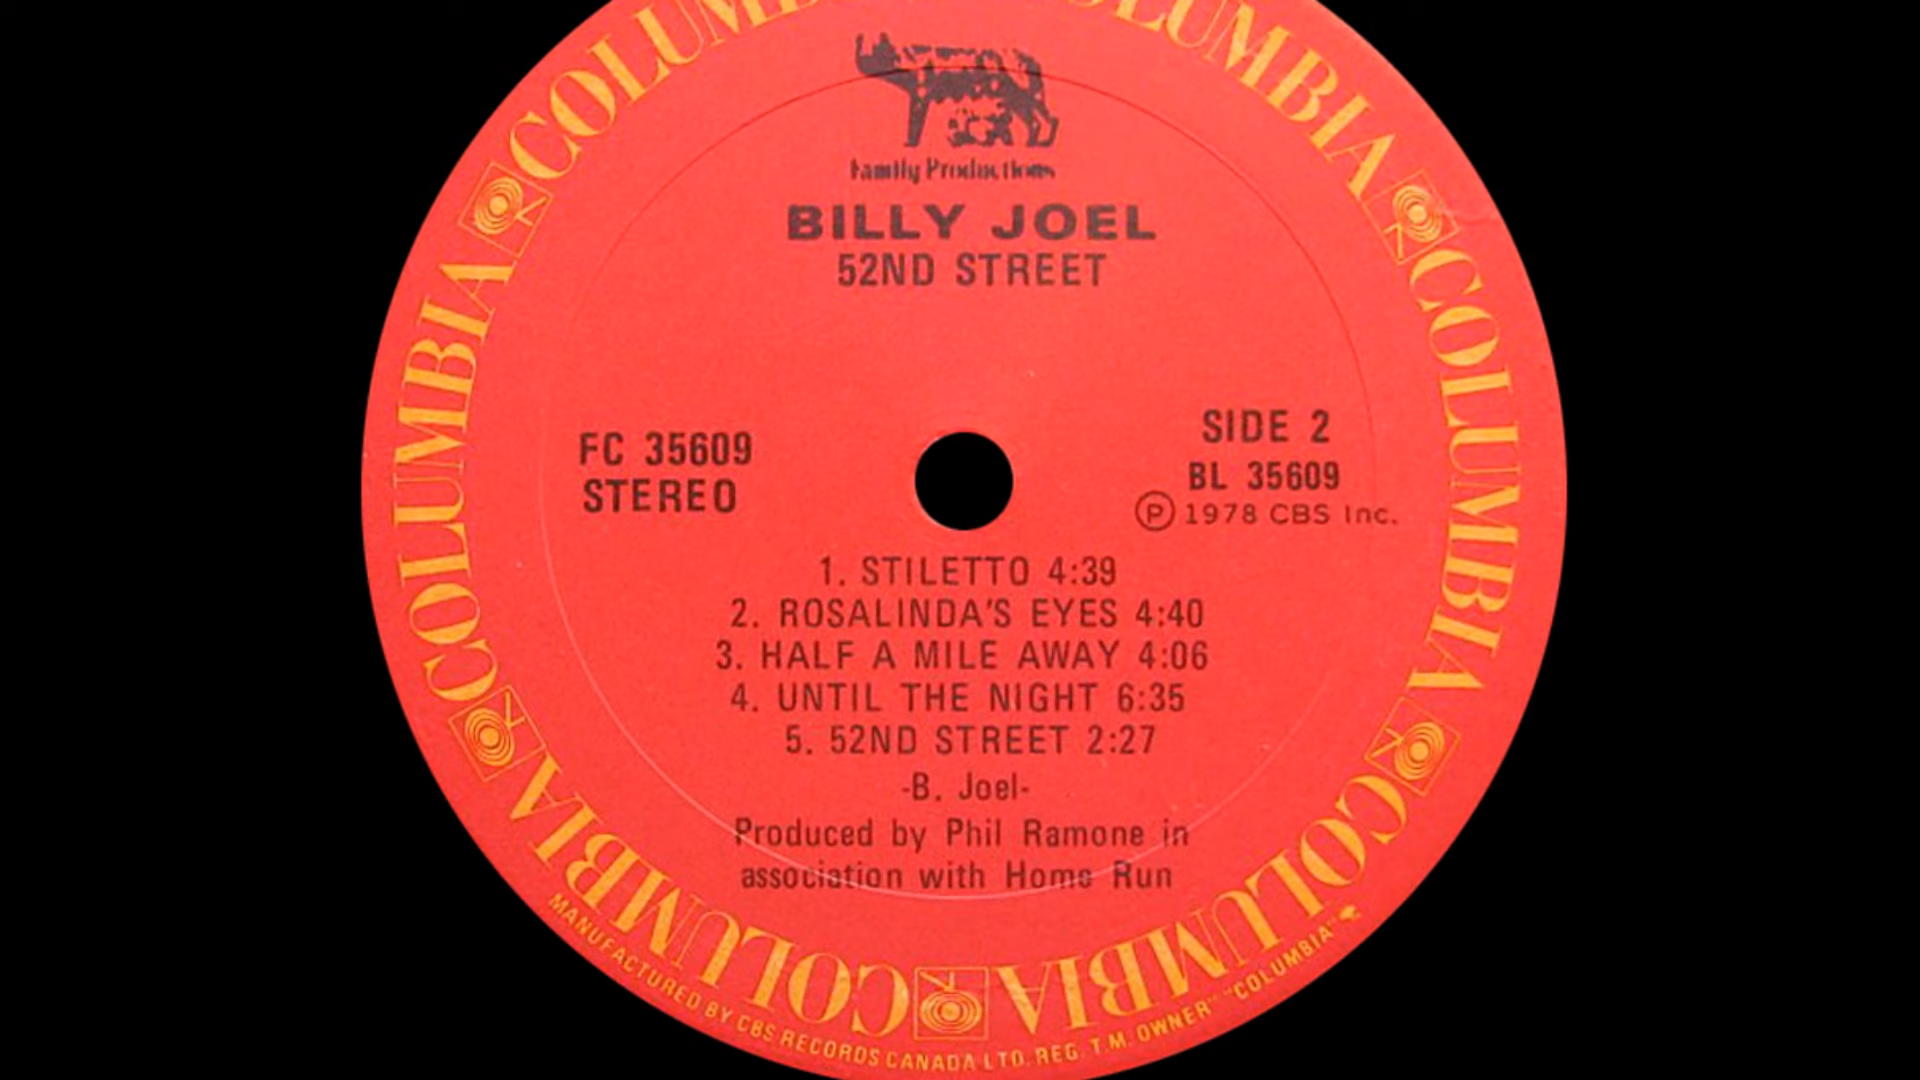 COLUMBIA COLUMBIA COLUMBIA COLUMBIA COLUMBIA COLUMBIA
Family Productions
BILLY JOEL
52ND STREET
FC 35609
STEREO
SIDE 2
BL 35609
Ⓟ 1978 CBS Inc.
1. STILETTO 4:39
2. ROSALINDA'S EYES 4:40
3. HALF A MILE AWAY 4:06
4. UNTIL THE NIGHT 6:35
5. 52ND STREET 2:27
-B. Joel-
Produced by Phil Ramone in
association with Home Run
MANUFACTURED BY CBS RECORDS CANADA LTD. REG. T.M. OWNER" "COLUMBIA"